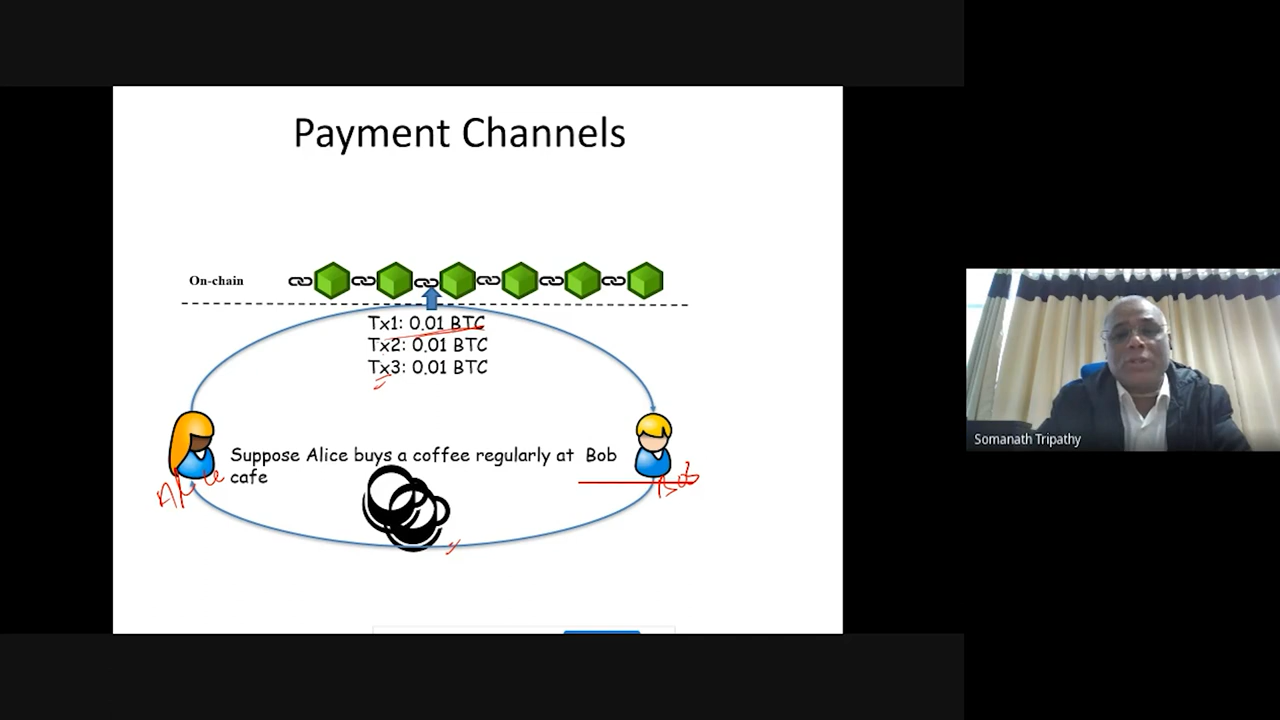 Payment Channels
On-chain
Tx1: 0.01 BTC
Tx2: 0.01 BTC
Tx3: 0.01 BTC
Suppose Alice buys a coffee regularly at Bob
cafe
Alice
Bob
Somanath Tripathy